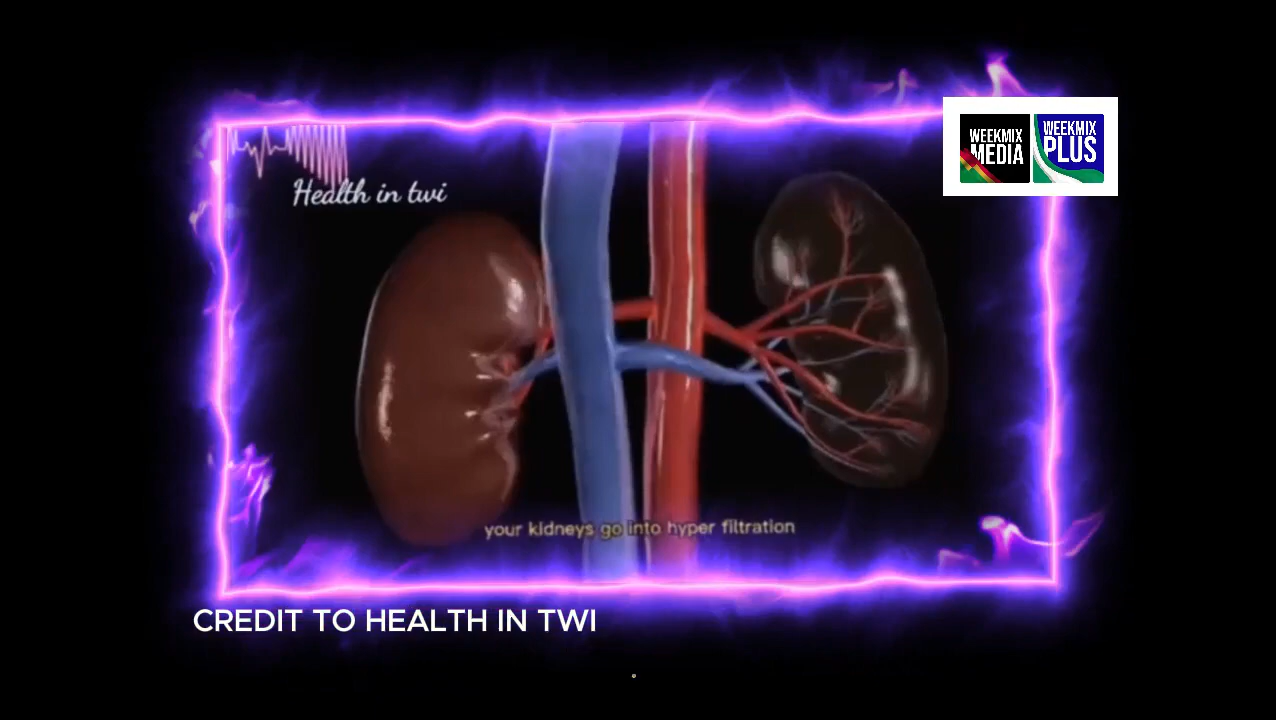 WEEKMIX
MEDIA
WEEKMIX
PLUS
Health in twi
your kidneys go into hyper filtration
CREDIT TO HEALTH IN TWI